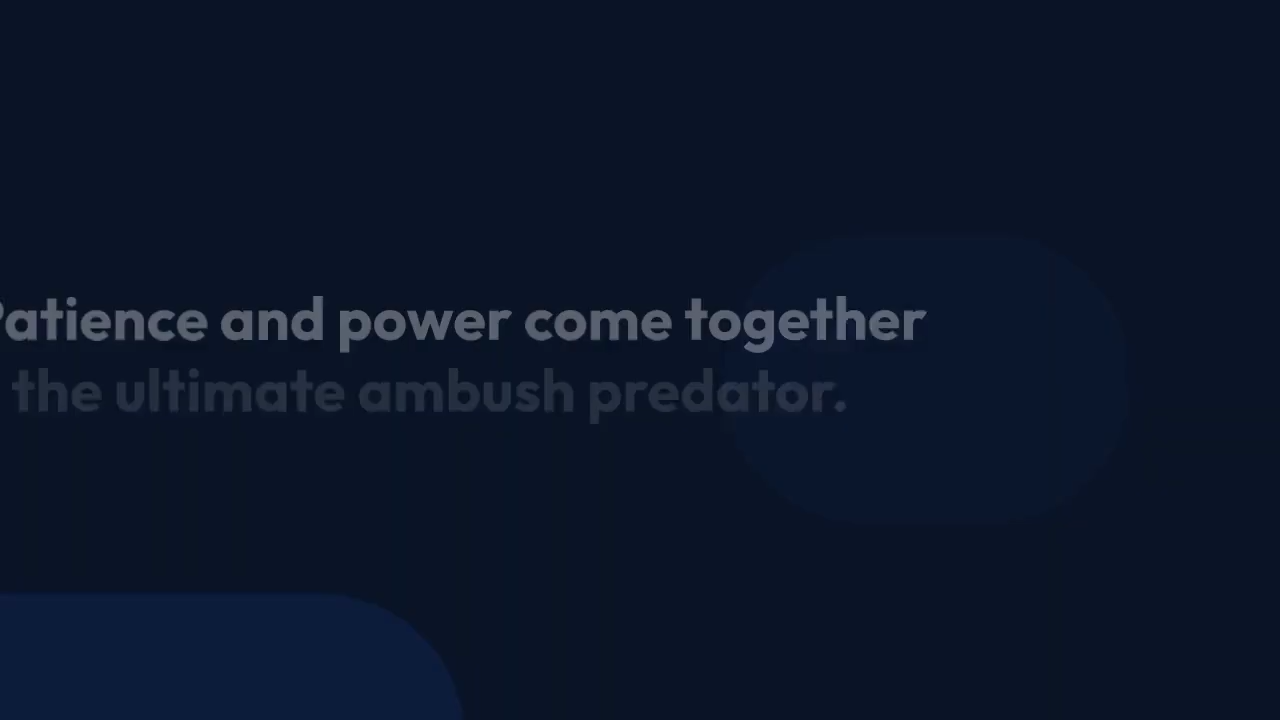 Patience and power come together
the ultimate ambush predator.